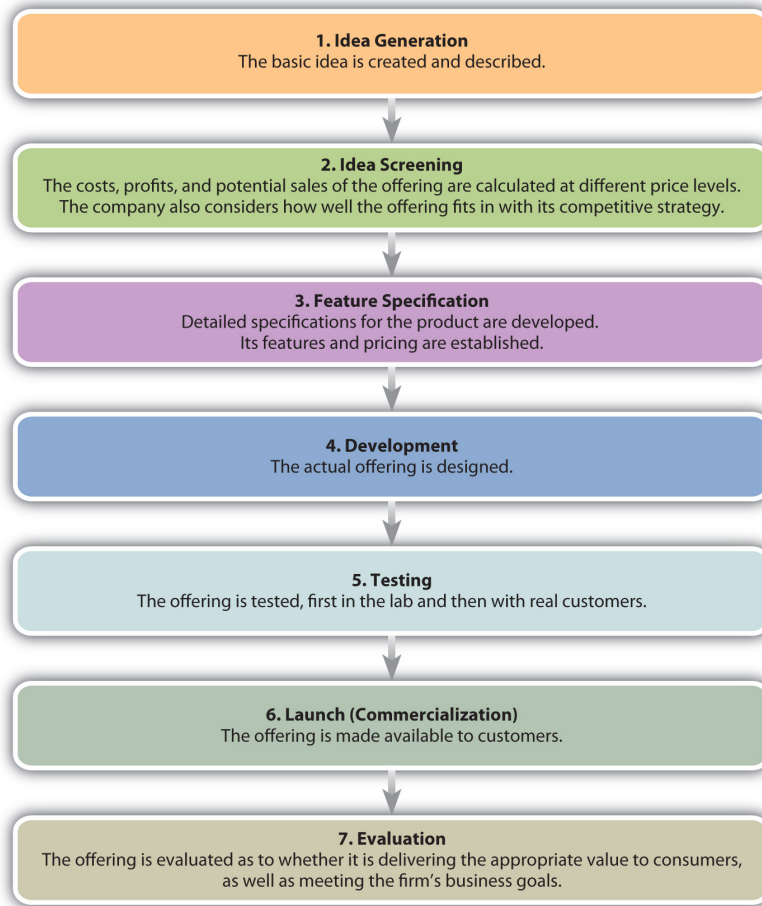 1. Idea Generation
The basic idea is created and described.
2. Idea Screening
The costs, profits, and potential sales of the offering are calculated at different price levels.
The company also considers how well the offering fits in with its competitive strategy.
3. Feature Specification
Detailed specifications for the product are developed.
Its features and pricing are established.
4. Development
The actual offering is designed.
5. Testing
The offering is tested, first in the lab and then with real customers.
6. Launch (Commercialization)
The offering is made available to customers.
7. Evaluation
The offering is evaluated as to whether it is delivering the appropriate value to consumers,
as well as meeting the firm’s business goals.